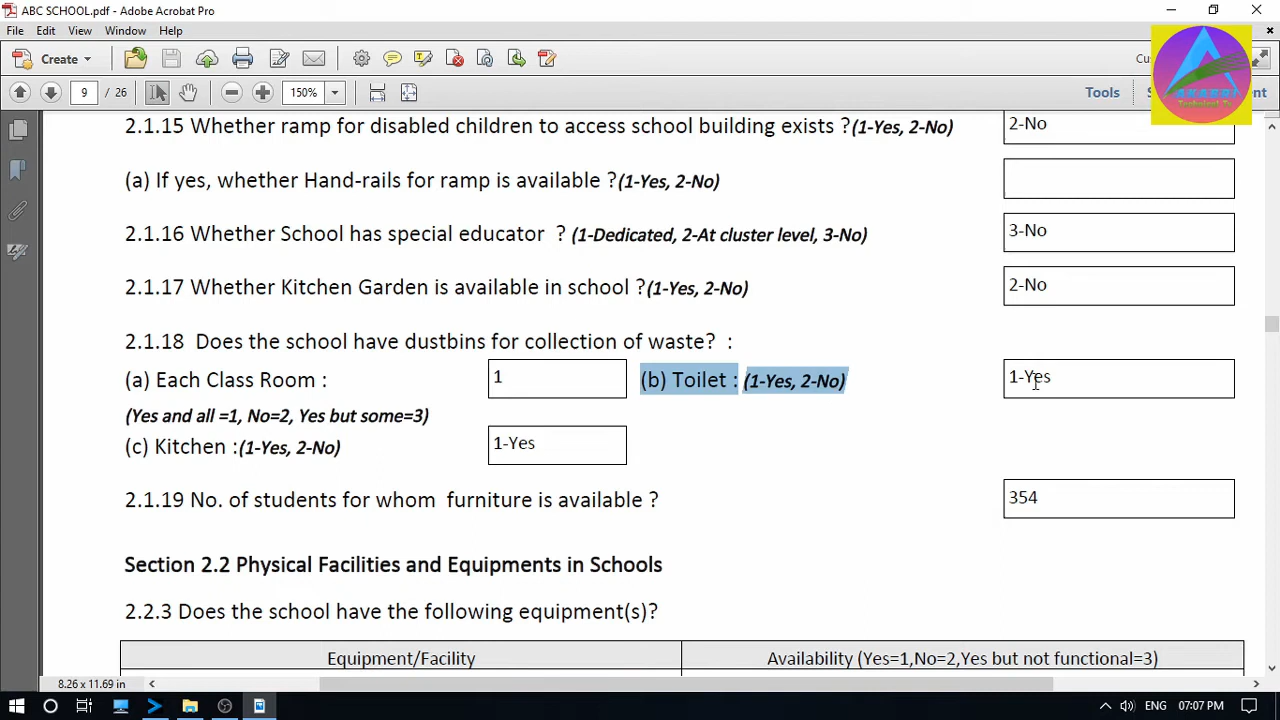 ABC SCHOOL.pdf - Adobe Acrobat Pro
File Edit View Window Help
Create
9 / 26
150%
Tools
Technical Tv
2.1.15 Whether ramp for disabled children to access school building exists ?(1-Yes, 2-No)
2-No
(a) If yes, whether Hand-rails for ramp is available ?(1-Yes, 2-No)
2.1.16 Whether School has special educator ? (1-Dedicated, 2-At cluster level, 3-No)
3-No
2.1.17 Whether Kitchen Garden is available in school ?(1-Yes, 2-No)
2-No
2.1.18 Does the school have dustbins for collection of waste? :
(a) Each Class Room :
1
(b) Toilet : (1-Yes, 2-No)
1-Yes
(Yes and all =1, No=2, Yes but some=3)
(c) Kitchen :(1-Yes, 2-No)
1-Yes
2.1.19 No. of students for whom furniture is available ?
354
Section 2.2 Physical Facilities and Equipments in Schools
2.2.3 Does the school have the following equipment(s)?
Equipment/Facility
Availability (Yes=1,No=2,Yes but not functional=3)
8.26 x 11.69 in
ENG
07:07 PM